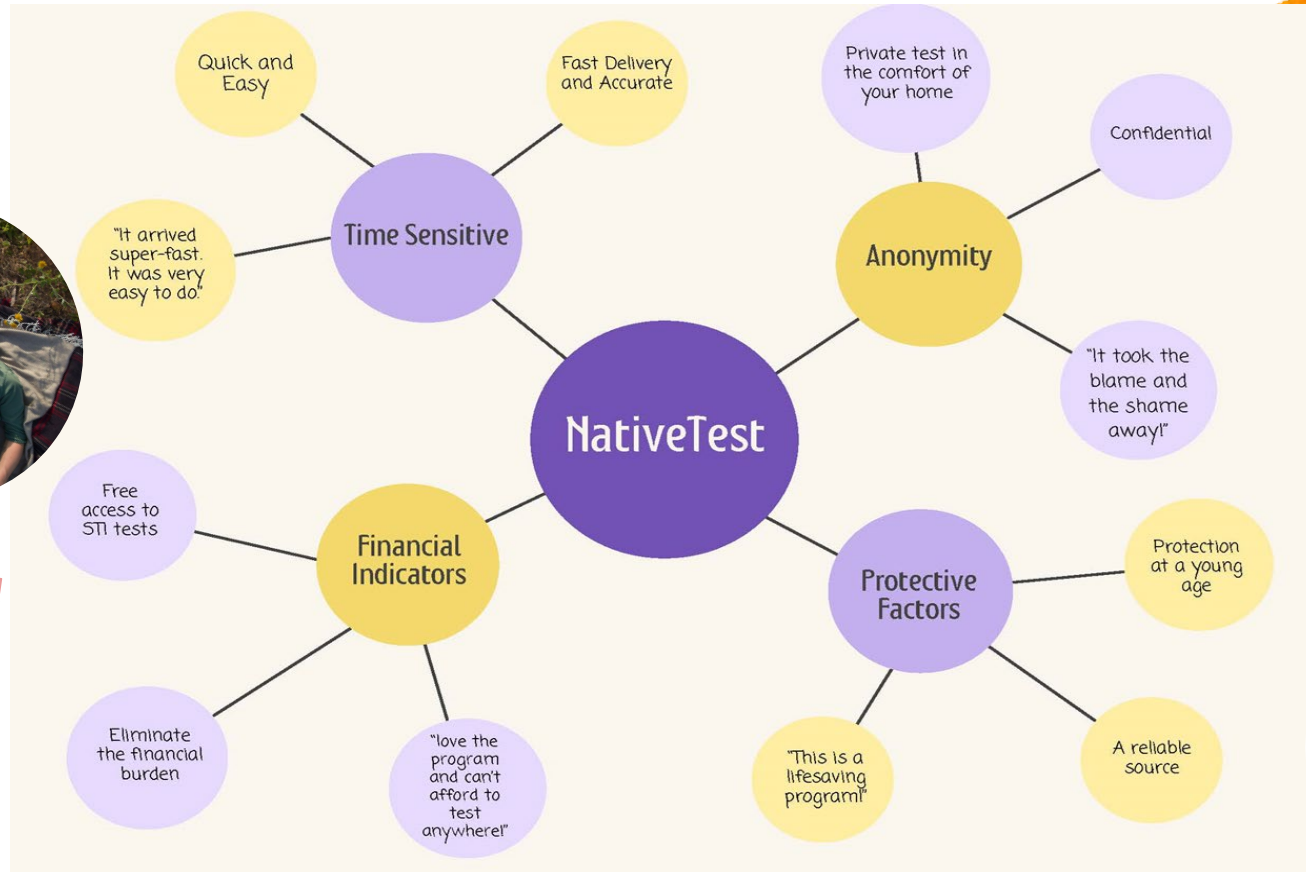 Quick and
Easy
Fast Delivery
and Accurate
"It arrived
super-fast.
It was very
easy to do."
Time Sensitive
Private test in
the comfort of
your home
Confidential
Anonymity
"It took the
blame and
the shame
away!"
NativeTest
Free
access to
STI tests
Financial
Indicators
Eliminate
the financial
burden
"love the
program
and can't
afford to
test
anywhere!"
Protective
Factors
Protection
at a young
age
"This is a
lifesaving
program!"
A reliable
source